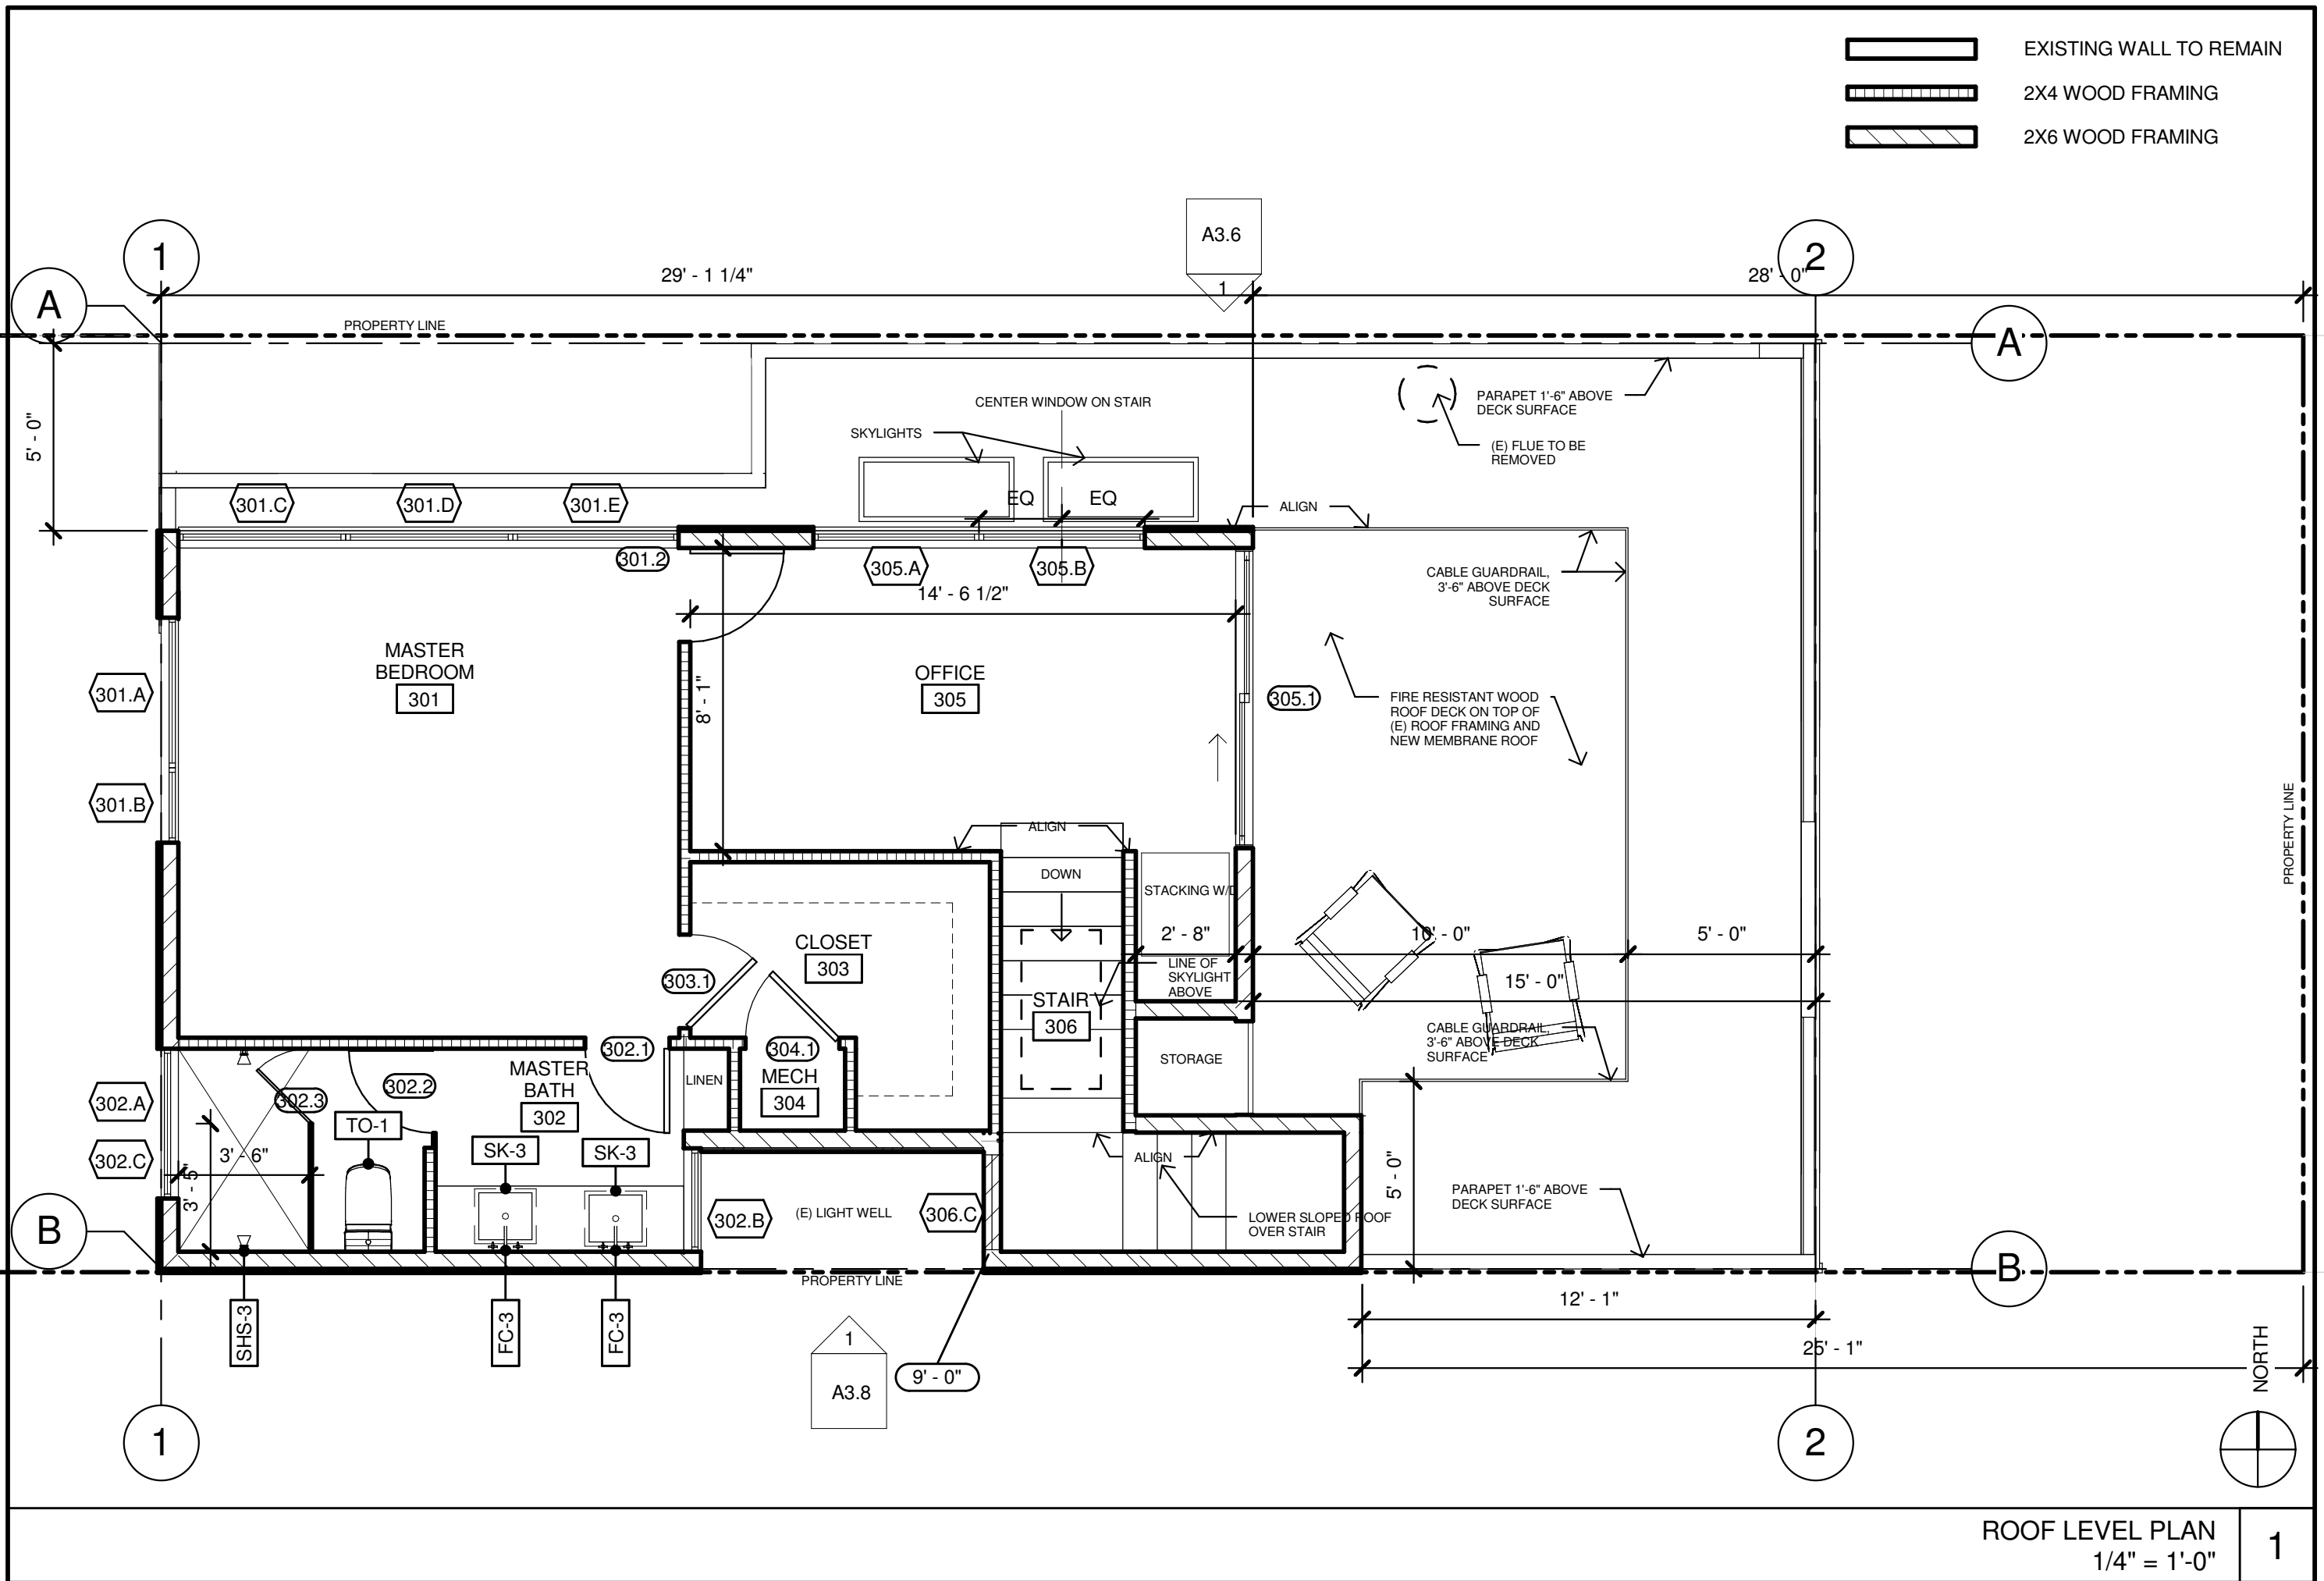 EXISTING WALL TO REMAIN
2X4 WOOD FRAMING
2X6 WOOD FRAMING
A3.6
1
1
2
29' - 1 1/4"
28' - 0"
A
PROPERTY LINE
A
5' - 0"
CENTER WINDOW ON STAIR
SKYLIGHTS
PARAPET 1'-6" ABOVE
DECK SURFACE
(E) FLUE TO BE
REMOVED
301.C
301.D
301.E
EQ
EQ
ALIGN
301.2
305.A
305.B
14' - 6 1/2"
CABLE GUARDRAIL,
3'-6" ABOVE DECK
SURFACE
MASTER
BEDROOM
301
OFFICE
305
301.A
8' - 1"
305.1
FIRE RESISTANT WOOD
ROOF DECK ON TOP OF
(E) ROOF FRAMING AND
NEW MEMBRANE ROOF
301.B
PROPERTY LINE
ALIGN
DOWN
STACKING W/D
CLOSET
303
2' - 8"
10' - 0"
5' - 0"
303.1
LINE OF
SKYLIGHT
ABOVE
15' - 0"
STAIR
306
CABLE GUARDRAIL,
3'-6" ABOVE DECK
SURFACE
302.1
304.1
STORAGE
MASTER
BATH
302
LINEN
MECH
304
302.A
302.3
302.2
TO-1
302.C
3' - 6"
3' - 5"
SK-3
SK-3
ALIGN
5' - 0"
PARAPET 1'-6" ABOVE
DECK SURFACE
B
302.B
(E) LIGHT WELL
306.C
LOWER SLOPED ROOF
OVER STAIR
B
PROPERTY LINE
SHS-3
FC-3
FC-3
12' - 1"
1
A3.8
9' - 0"
25' - 1"
NORTH
1
2
ROOF LEVEL PLAN
1/4" = 1'-0"
1